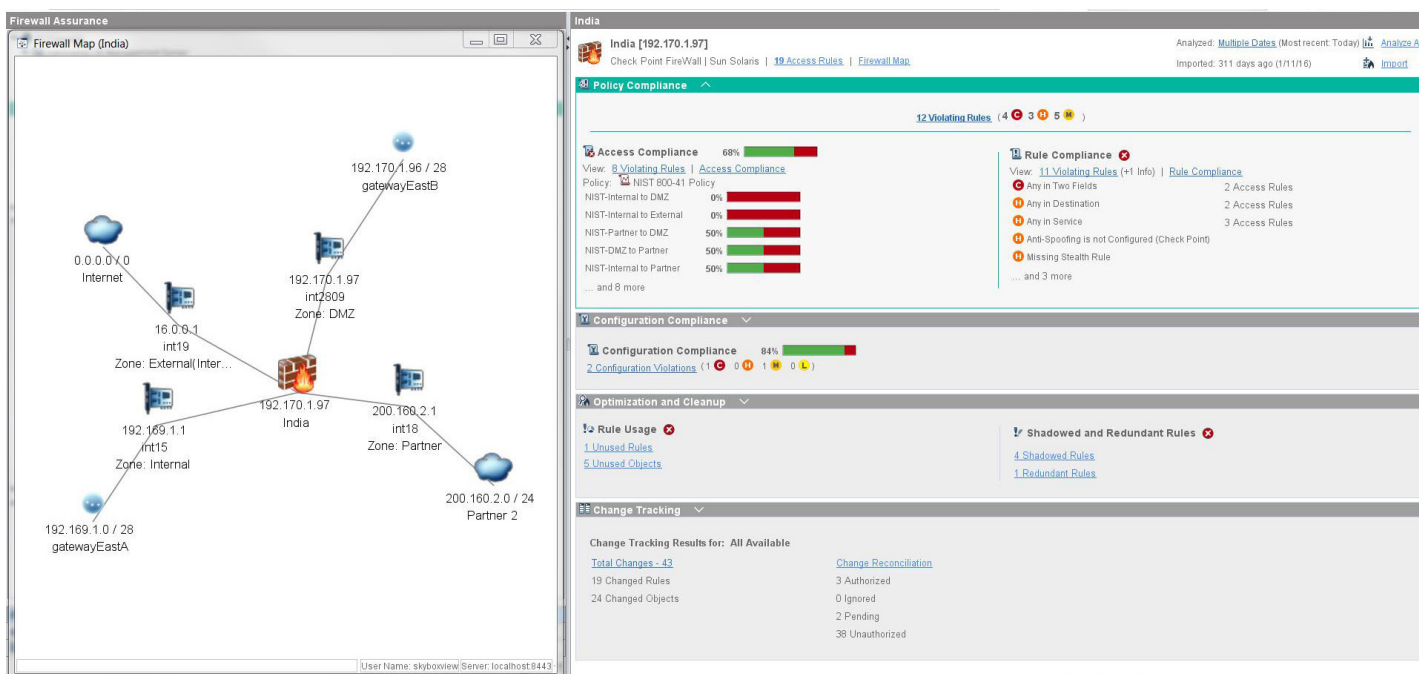 Firewall Assurance
Firewall Map (India)
192.170.1.96 / 28
gatewayEastB
0.0.0.0 / 0
Internet
192.170.1.97
int2809
Zone: DMZ
16.0.0.1
int19
Zone: External(Inter...
192.170.1.97
India
200.160.2.1
int18
Zone: Partner
192.169.1.1
int15
Zone: Internal
200.160.2.0 / 24
Partner 2
192.169.1.0 / 28
gatewayEastA
User Name: skyboxview Server: localhost:8443
India
India [192.170.1.97]
Check Point FireWall | Sun Solaris | 19 Access Rules | Firewall Map
Analyzed: Multiple Dates (Most recent: Today) Analyze A
Imported: 311 days ago (1/11/16) Import
Policy Compliance
12 Violating Rules (4 C 3 H 5 M )
Access Compliance 68%
View: 8 Violating Rules | Access Compliance
Policy: NIST 800-41 Policy
NIST-Internal to DMZ 0%
NIST-Internal to External 0%
NIST-Partner to DMZ 50%
NIST-DMZ to Partner 50%
NIST-Internal to Partner 50%
... and 8 more
Rule Compliance
View: 11 Violating Rules (+1 Info) | Rule Compliance
C Any in Two Fields 2 Access Rules
H Any in Destination 2 Access Rules
H Any in Service 3 Access Rules
H Anti-Spoofing is not Configured (Check Point)
H Missing Stealth Rule
... and 3 more
Configuration Compliance
Configuration Compliance 84%
2 Configuration Violations (1 C 0 H 1 M 0 L)
Optimization and Cleanup
Rule Usage
1 Unused Rules
5 Unused Objects
Shadowed and Redundant Rules
4 Shadowed Rules
1 Redundant Rules
Change Tracking
Change Tracking Results for: All Available
Total Changes - 43
19 Changed Rules
24 Changed Objects
Change Reconciliation
3 Authorized
0 Ignored
2 Pending
38 Unauthorized